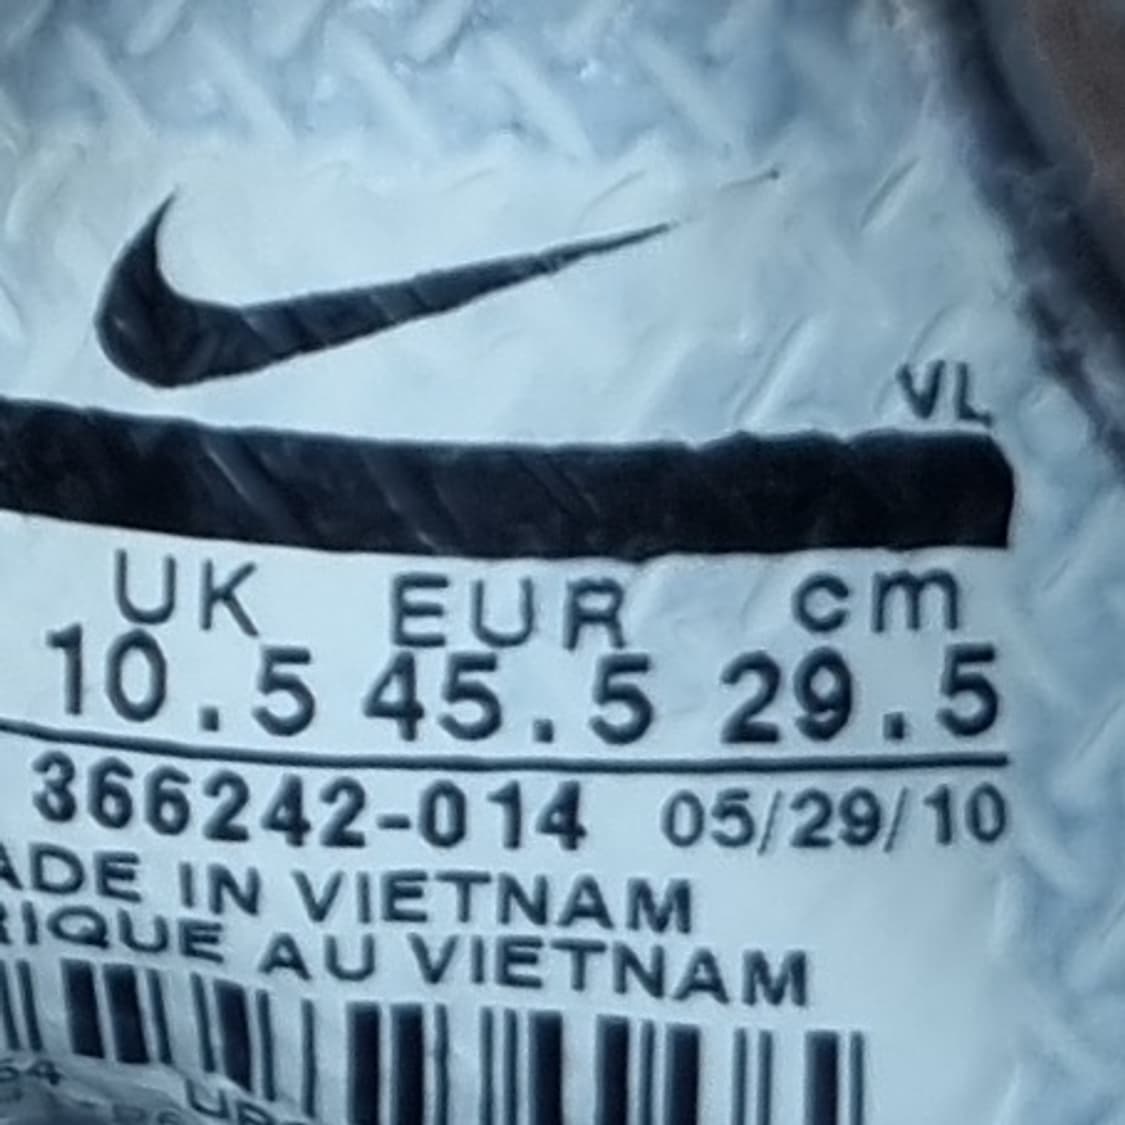 VL
UK EUR cm
10.5 45.5 29.5
366242-014 05/29/10
ADE IN VIETNAM
RIQUE AU VIETNAM